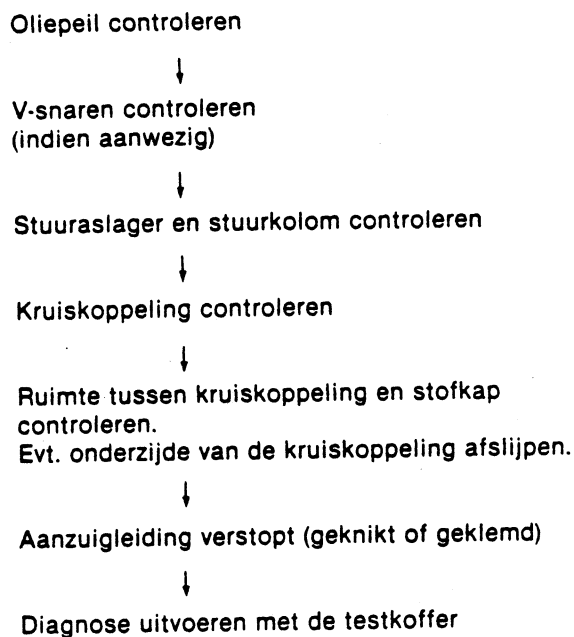 Oliepeil controleren
V-snaren controleren
(indien aanwezig)
Stuuraslager en stuurkolom controleren
Kruiskoppeling controleren
Ruimte tussen kruiskoppeling en stofkap
controleren.
Evt. onderzijde van de kruiskoppeling afslijpen.
Aanzuigleiding verstopt (geknikt of geklemd)
Diagnose uitvoeren met de testkoffer